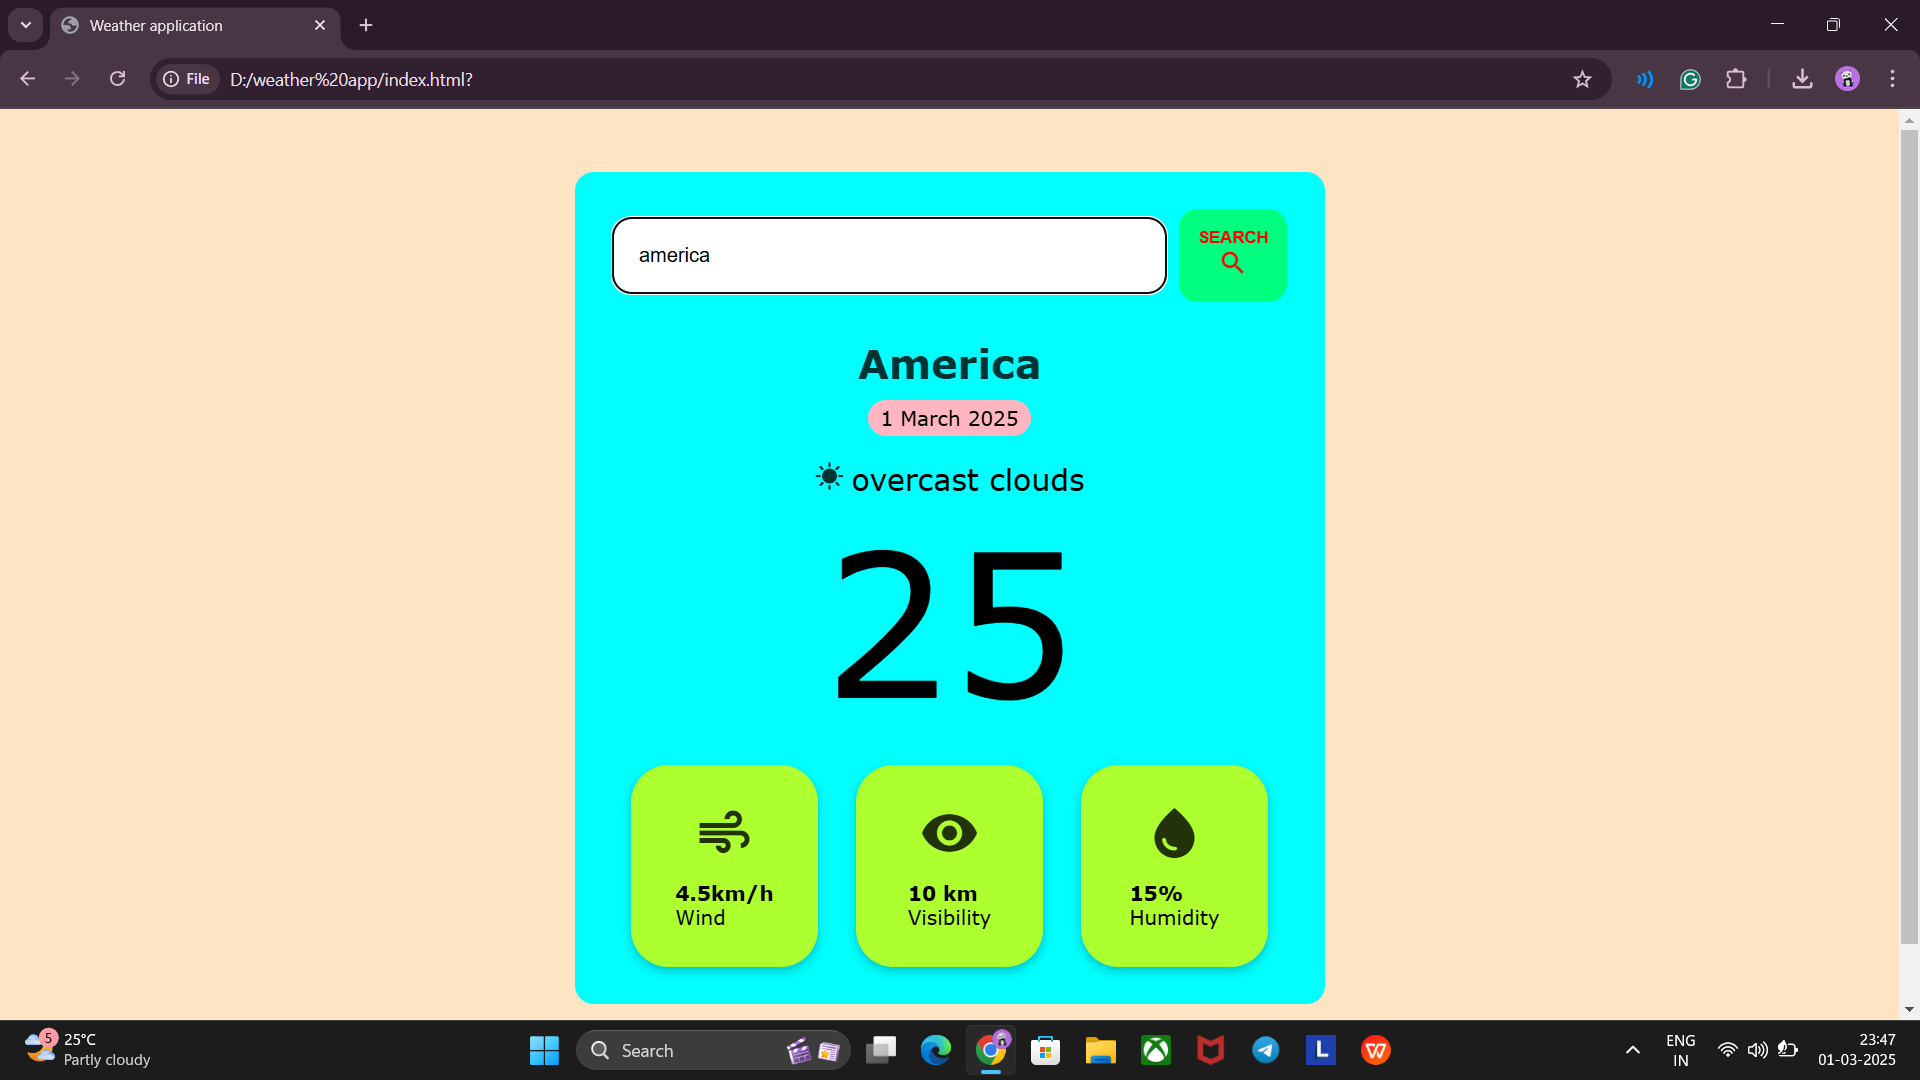 Weather application
File
D:/weather%20app/index.html?
america
SEARCH
America
1 March 2025
overcast clouds
25
4.5km/h
Wind
10 km
Visibility
15%
Humidity
5
25°C
Partly cloudy
Search
L
W
ENG
IN
23:47
01-03-2025